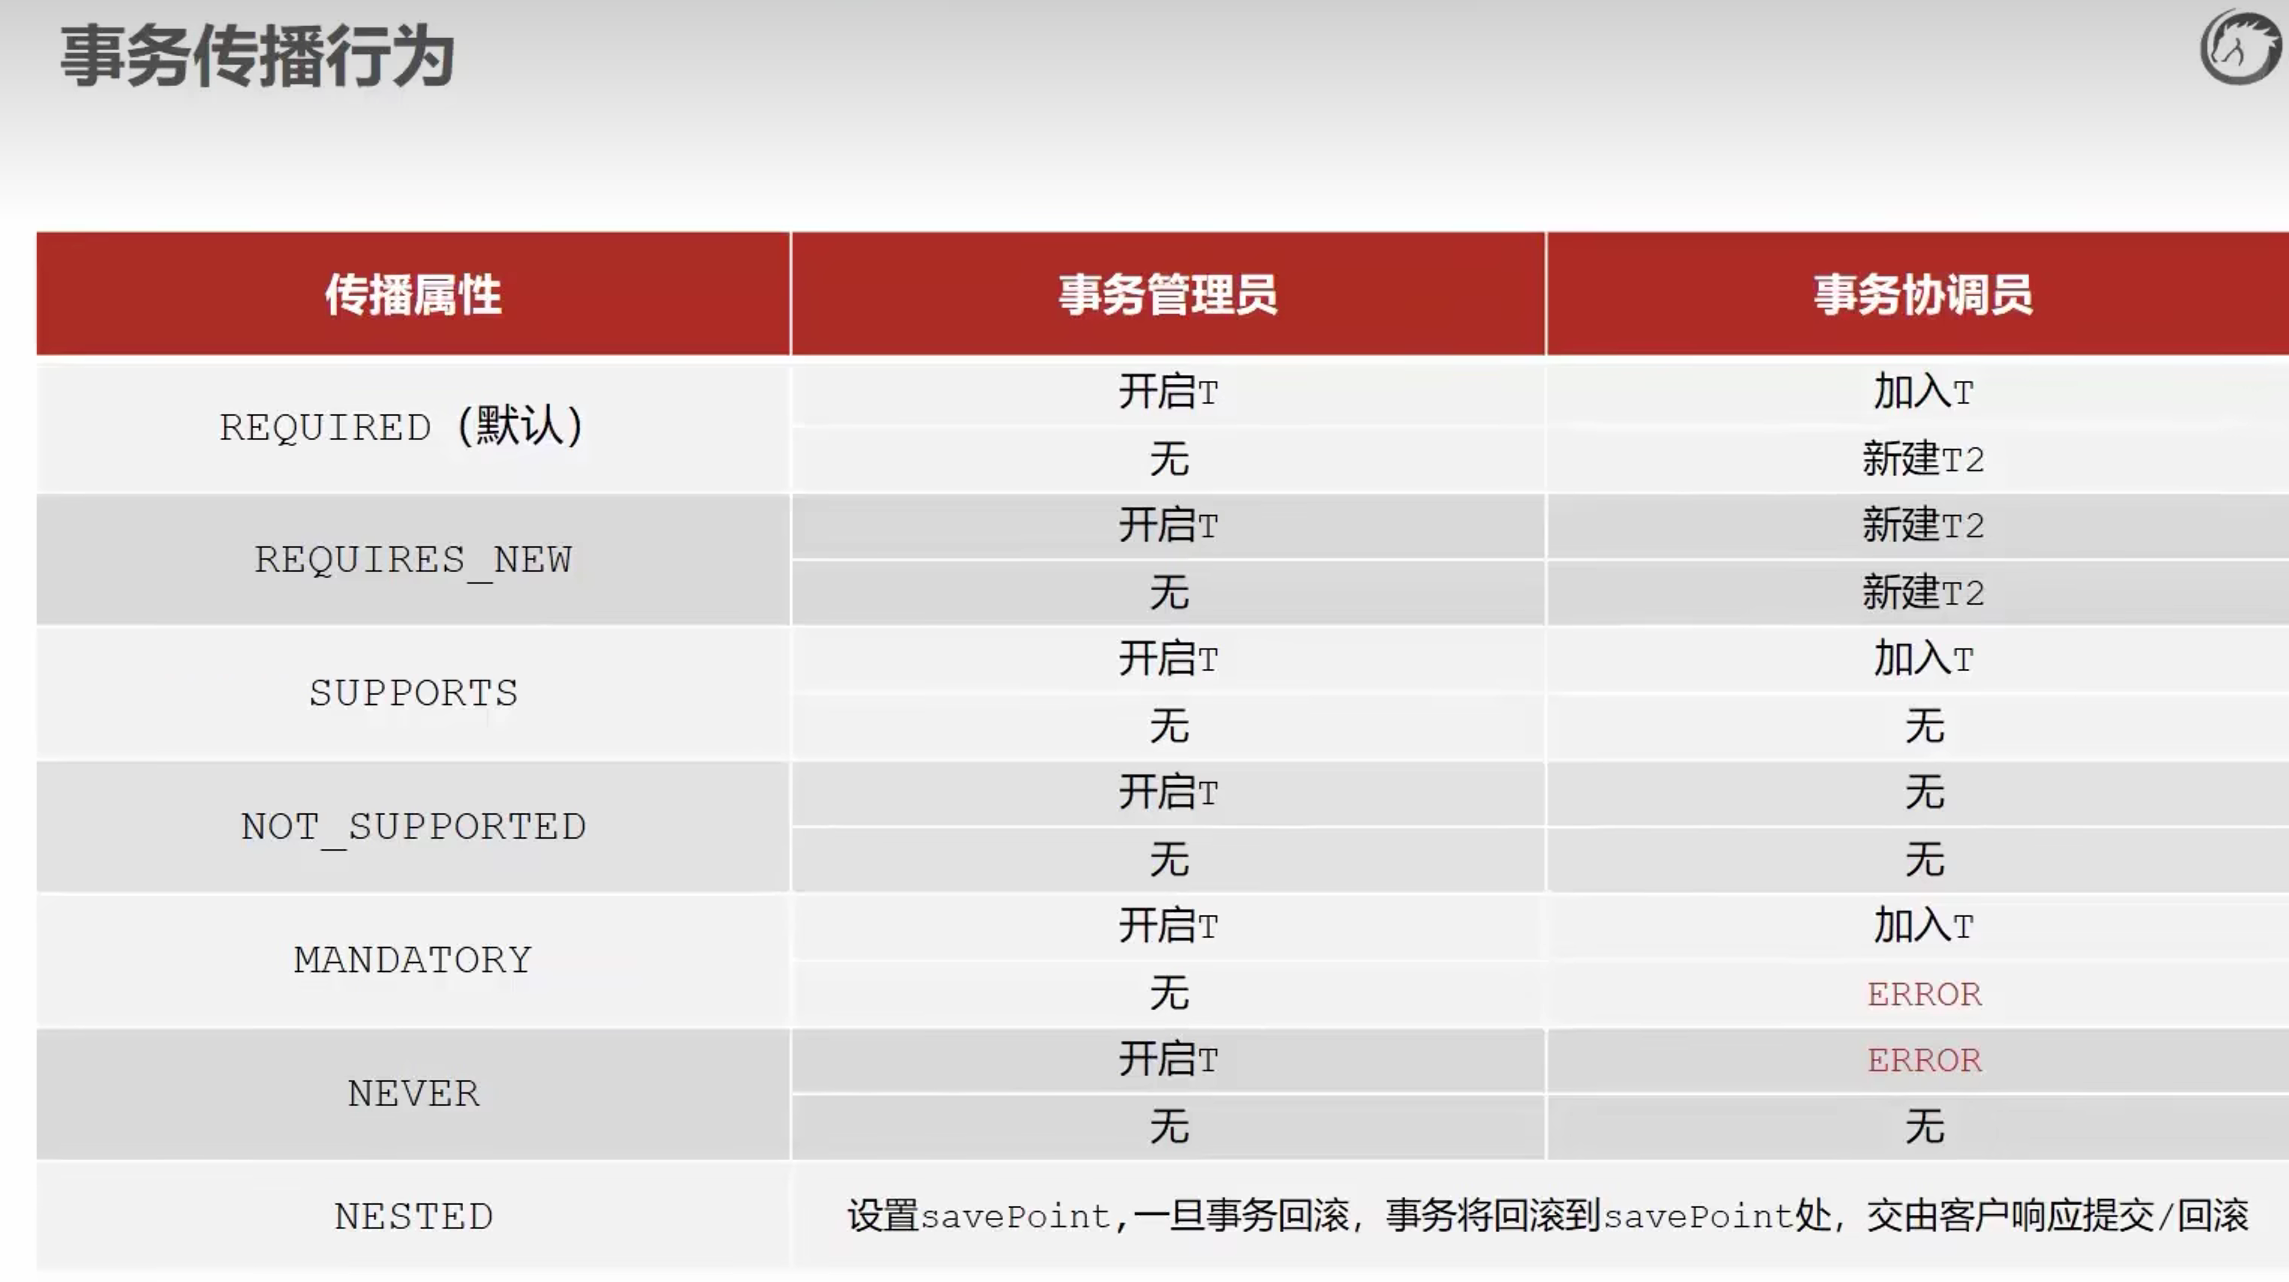 事务传播行为
传播属性 事务管理员 事务协调员
REQUIRED（默认） 开启T 加入T
无 新建T2
REQUIRES_NEW 开启T 新建T2
无 新建T2
SUPPORTS 开启T 加入T
无 无
NOT_SUPPORTED 开启T 无
无 无
MANDATORY 开启T 加入T
无 ERROR
NEVER 开启T ERROR
无 无
NESTED 设置savePoint,一旦事务回滚，事务将回滚到savePoint处，交由客户响应提交/回滚